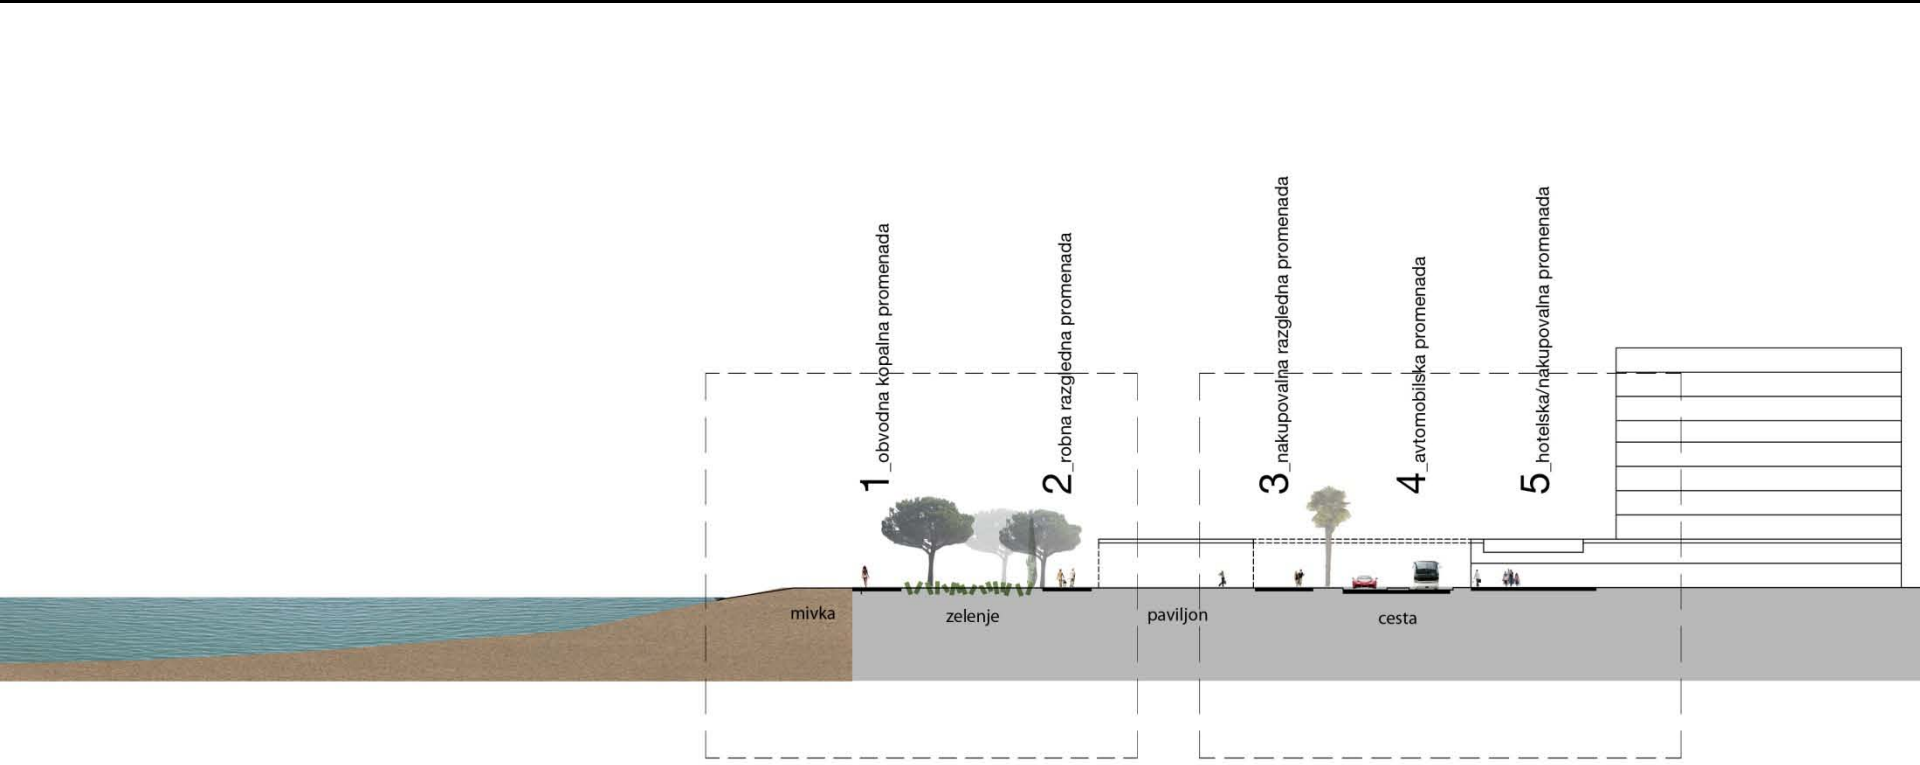 1_obvodna kopalna promenada
2_robna razgledna promenada
3_nakupovalna razgledna promenada
4_avtomobilska promenada
5_hotelska/nakupovalna promenada
mivka
zelenje
paviljon
cesta